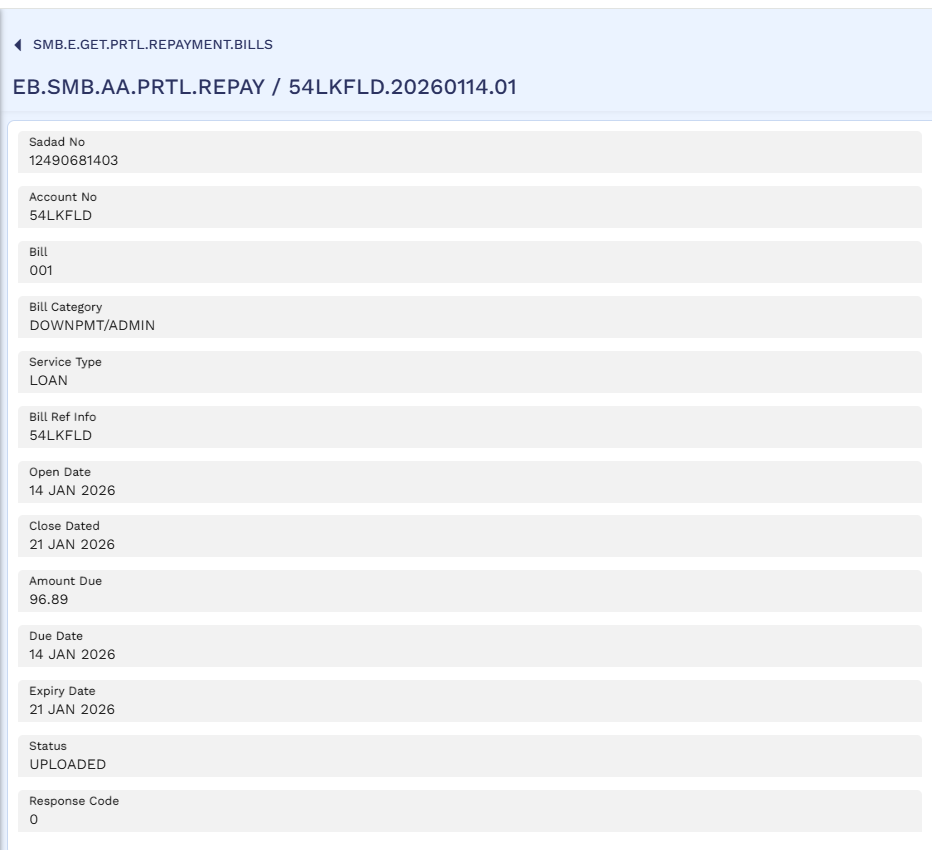 SMB.E.GET.PRTL.REPAYMENT.BILLS
EB.SMB.AA.PRTL.REPAY / 54LKFLD.20260114.01
Sadad No
12490681403
Account No
54LKFLD
Bill
001
Bill Category
DOWNPMT/ADMIN
Service Type
LOAN
Bill Ref Info
54LKFLD
Open Date
14 JAN 2026
Close Dated
21 JAN 2026
Amount Due
96.89
Due Date
14 JAN 2026
Expiry Date
21 JAN 2026
Status
UPLOADED
Response Code
0